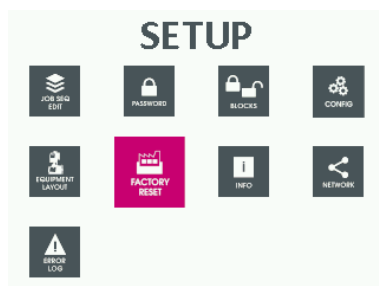 SETUP
JOB SEQ
EDIT
PASSWORD
BLOCKS
CONFIG
EQUIPMENT
LAYOUT
FACTORY
RESET
i
INFO
NETWORK
ERROR
LOG